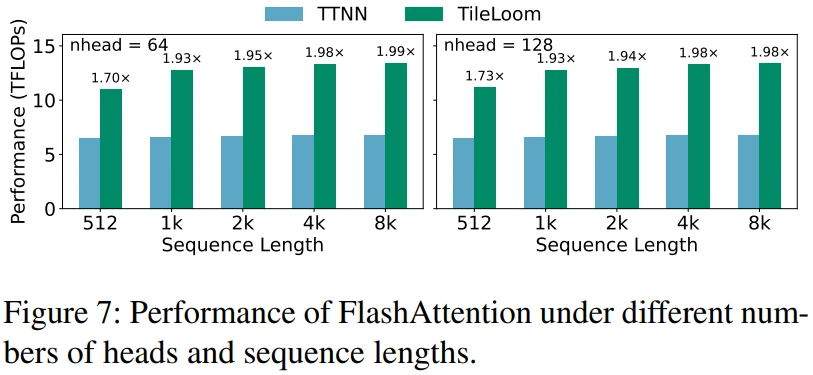 TTNN TileLoom
Performance (TFLOPs)
15
10
5
0
nhead = 64
1.70×
1.93×
1.95×
1.98×
1.99×
512 1k 2k 4k 8k
Sequence Length
nhead = 128
1.73×
1.93×
1.94×
1.98×
1.98×
512 1k 2k 4k 8k
Sequence Length
Figure 7: Performance of FlashAttention under different num-
bers of heads and sequence lengths.